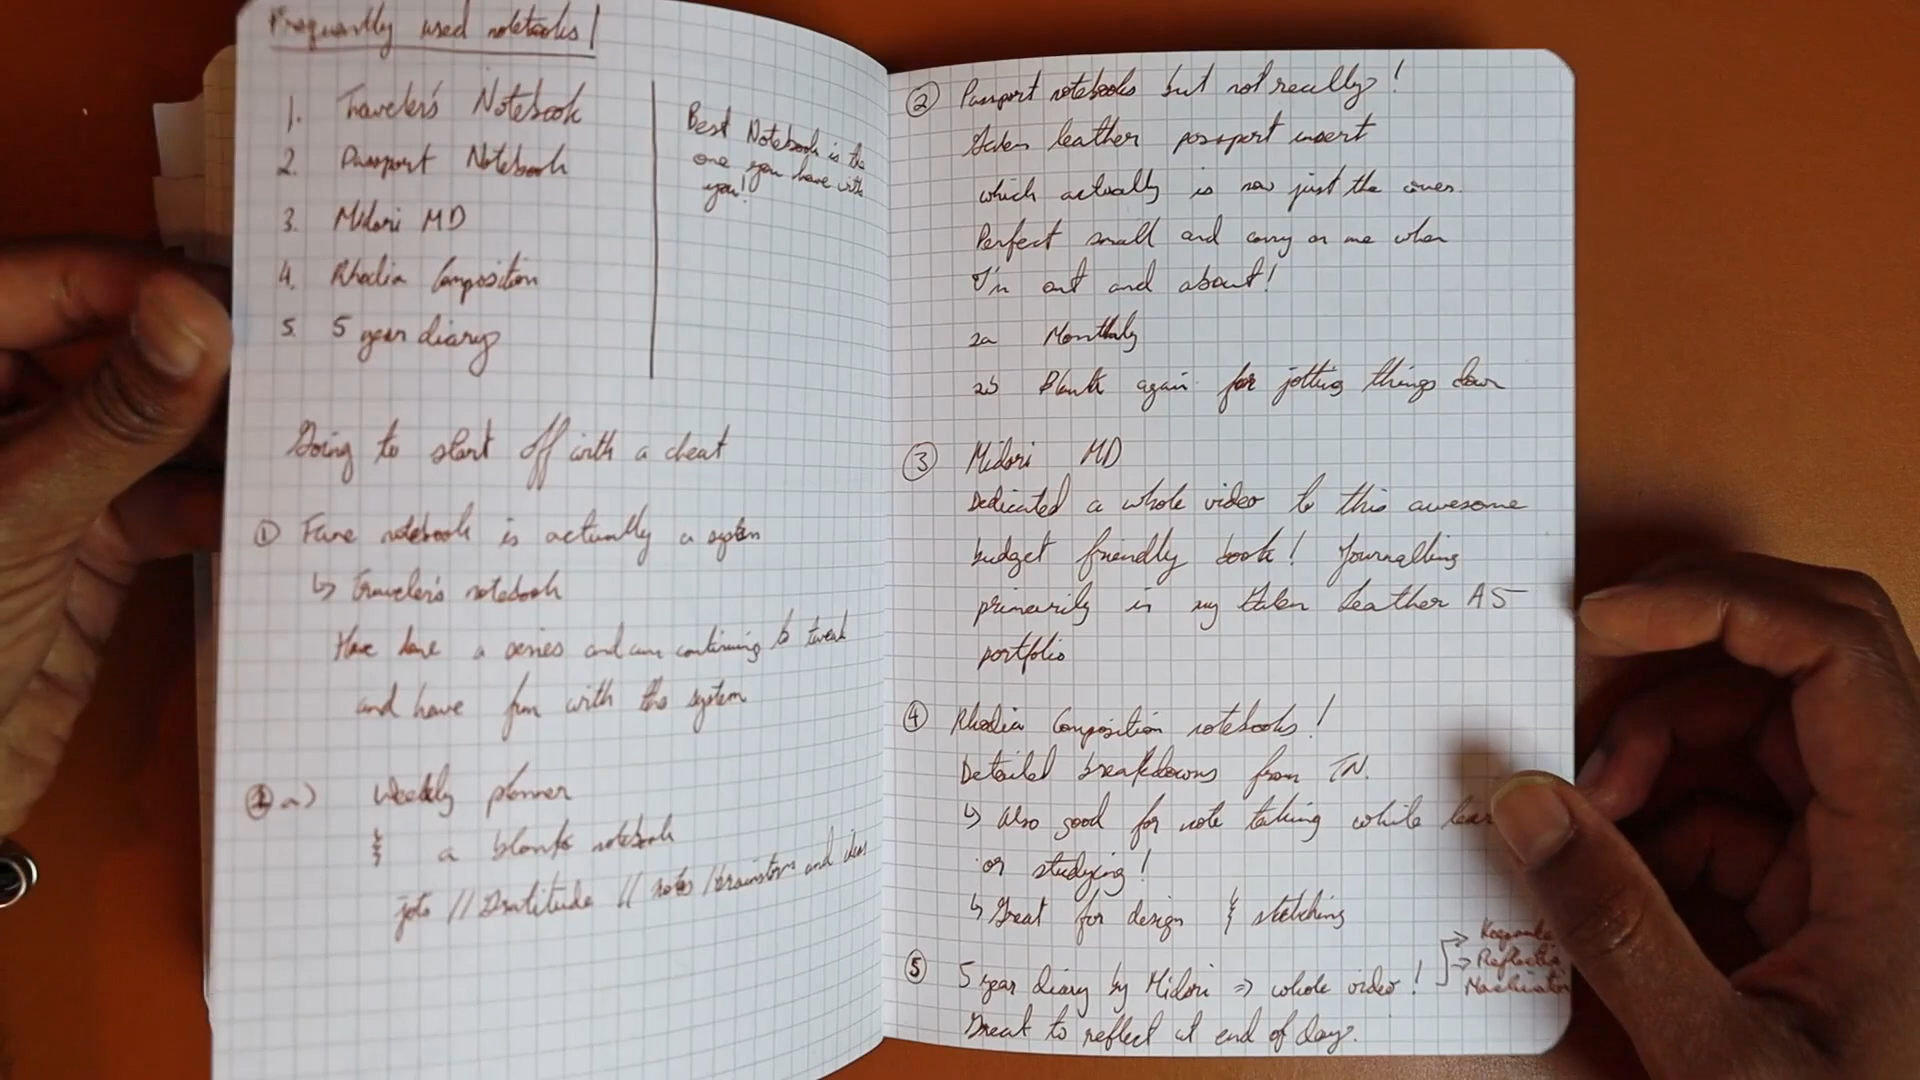 Frequently used notebooks!
1. Traveler's Notebook
2. Passport Notebook
3. Midori MD
4. Rhodia Composition
5. 5 year diary
Best Notebook is the
one you have with
you!
Going to start off with a cheat
① notebook is actually a system
↳ Traveler's notebook
Have done a series and am continuing to tweak
and have fun with the system
a) Weekly planner
& a blank notebook
jots // Gratitude // notes / brainstorms and ideas
② Passport notebooks but not really!
Galen leather passport insert
which actually is now just the cover.
Perfect small and carry on me when
I'm out and about!
2a Monthly
2b Blank again for jotting things down
③ Midori MD
Dedicated a whole video to this awesome
budget friendly book! Journalling
primarily in my Galen Leather A5
portfolio
④ Rhodia Composition notebooks!
Detailed breakdowns from TN.
↳ Also good for note taking while
or studying!
↳ Great for design & sketching
⑤ 5 year diary by Midori => whole video!
Great to reflect at end of day.